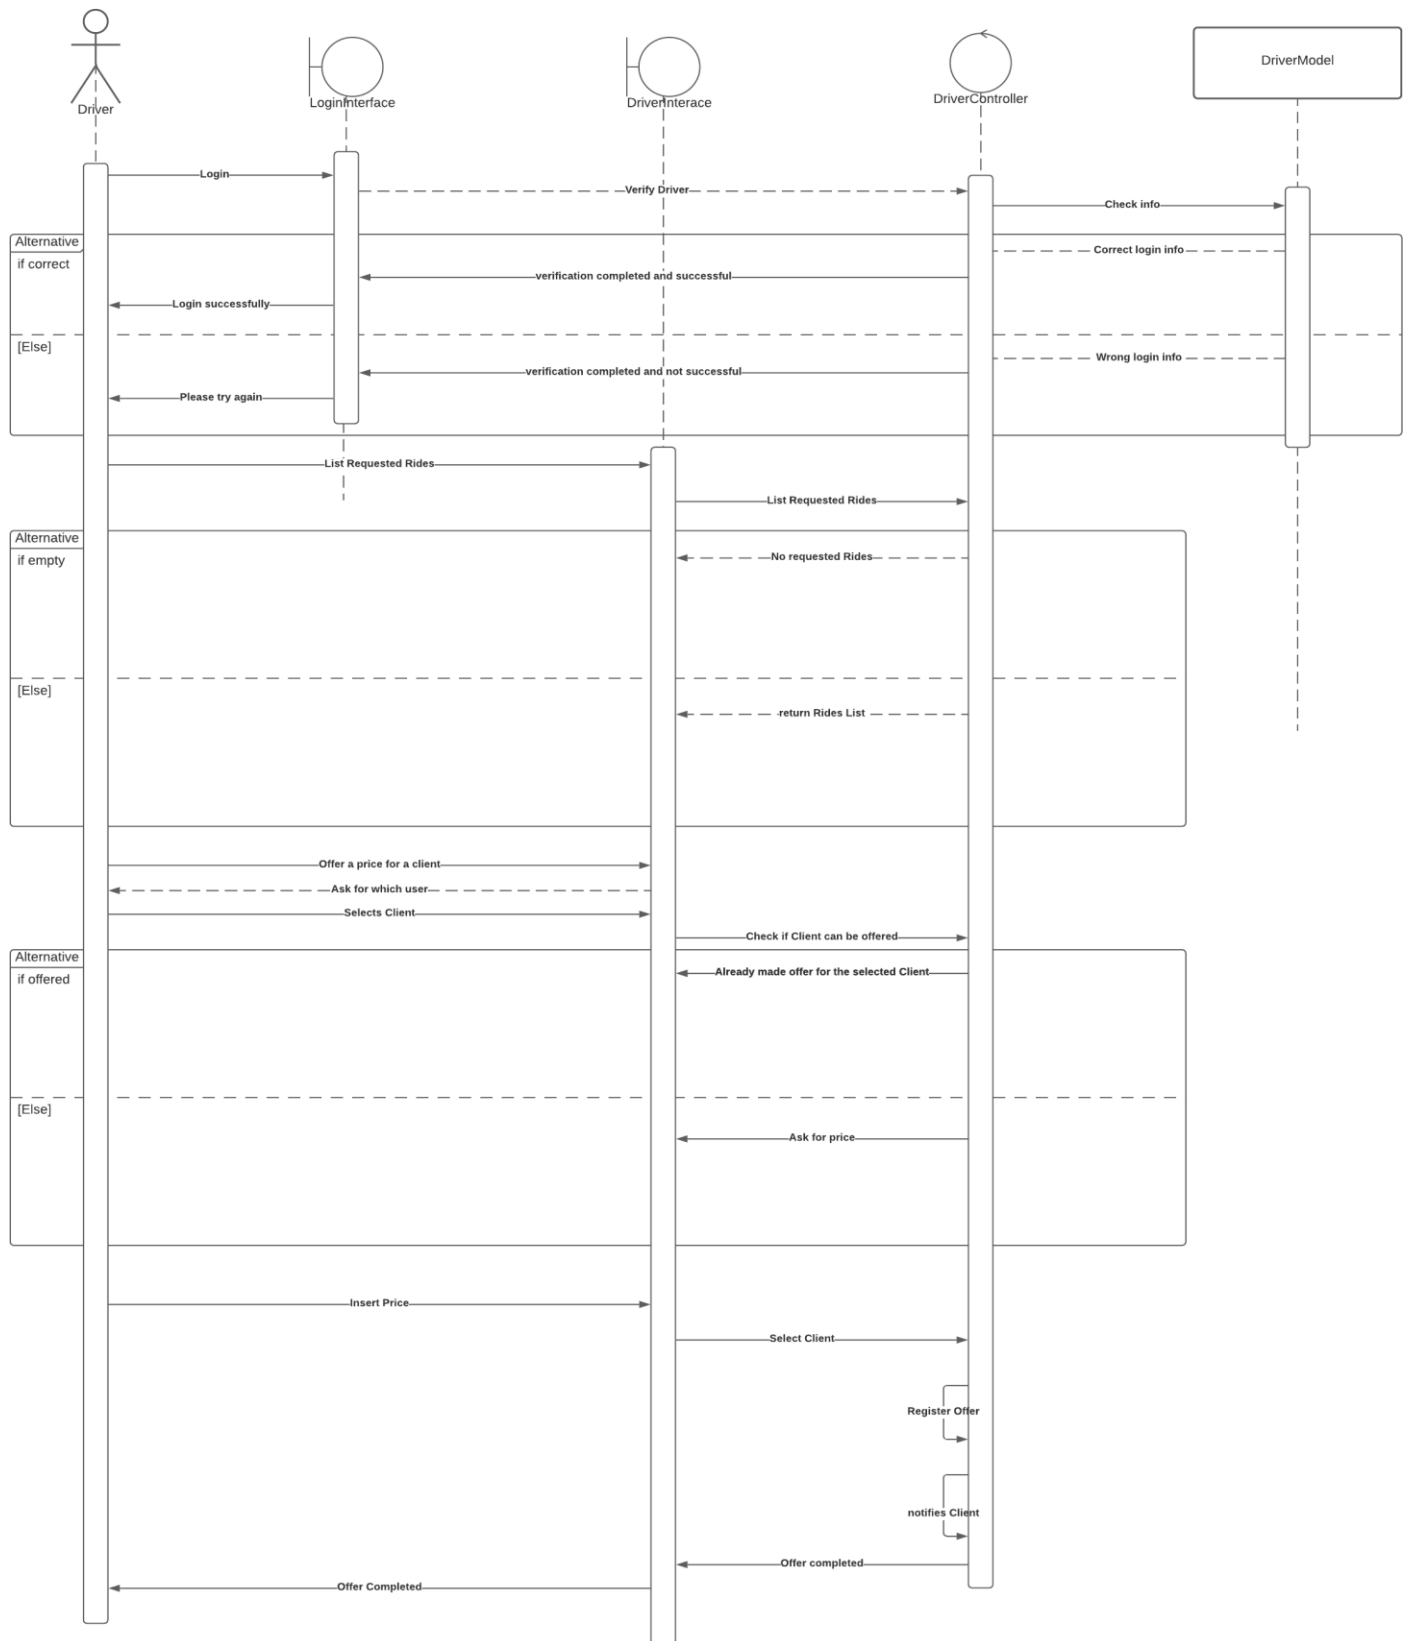 Driver
LoginInterface
DriverInterace
DriverController
DriverModel
Login
Verify Driver
Check info
Alternative
if correct
Correct login info
verification completed and successful
Login successfully
[Else]
Wrong login info
verification completed and not successful
Please try again
List Requested Rides
List Requested Rides
Alternative
if empty
No requested Rides
[Else]
return Rides List
Offer a price for a client
Ask for which user
Selects Client
Check if Client can be offered
Alternative
if offered
Already made offer for the selected Client
[Else]
Ask for price
Insert Price
Select Client
Register Offer
notifies Client
Offer completed
Offer Completed